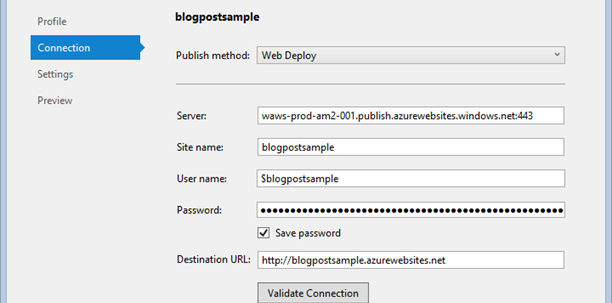 blogpostsample
Profile
Connection
Settings
Preview
Publish method: Web Deploy
Server: waws-prod-am2-001.publish.azurewebsites.windows.net:443
Site name: blogpostsample
User name: $blogpostsample
Password:
Save password
Destination URL: http://blogpostsample.azurewebsites.net
Validate Connection